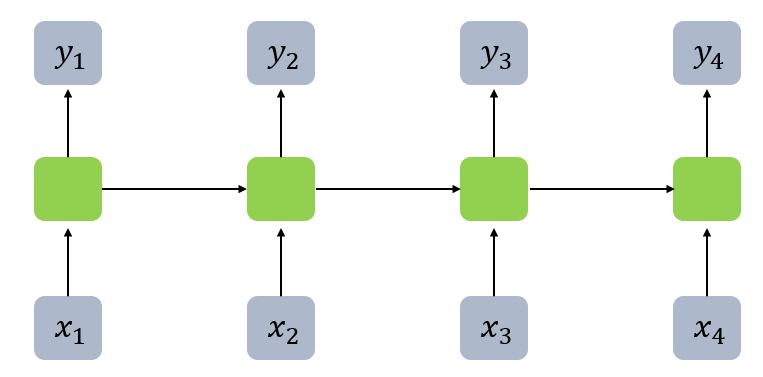 y₁ y₂ y₃ y₄
x₁ x₂ x₃ x₄